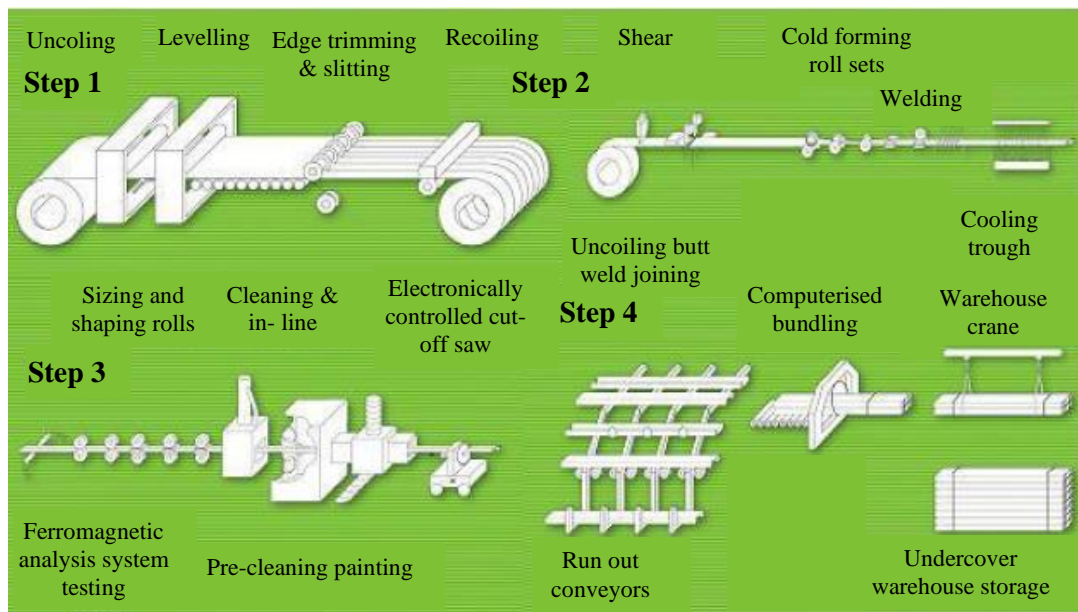 Uncoling
Levelling
Edge trimming
& slitting
Recoiling
Step 1
Shear
Cold forming
roll sets
Welding
Step 2
Cooling
trough
Uncoiling butt
weld joining
Sizing and
shaping rolls
Cleaning &
in- line
Electronically
controlled cut-
off saw
Step 3
Ferromagnetic
analysis system
testing
Pre-cleaning painting
Step 4
Computerised
bundling
Warehouse
crane
Run out
conveyors
Undercover
warehouse storage